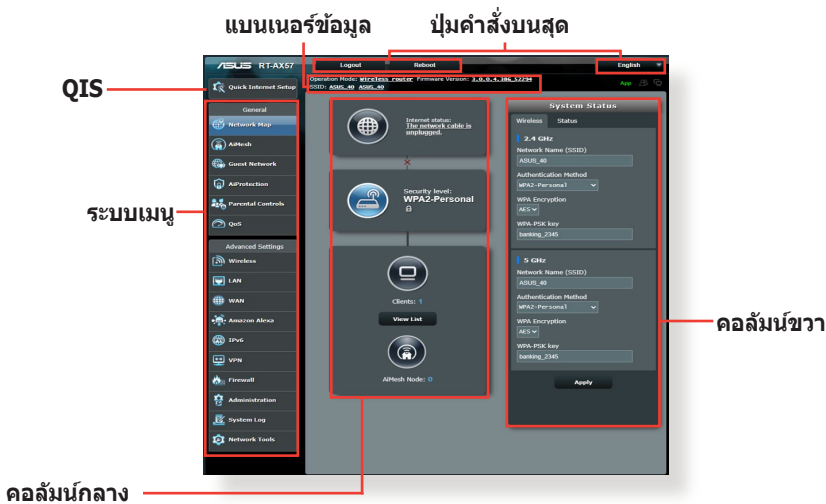 แบนเนอร์ข้อมูล
ปุ่มคำสั่งบนสุด
QIS
ระบบเมนู
คอลัมน์กลาง
คอลัมน์ขวา
ASUS RT-AX57
Logout
Reboot
English
Operation Mode: Wireless router Firmware Version: 3.0.0.4.386_52294
SSID: ASUS_40 ASUS_40
App
Quick Internet Setup
General
Network Map
AiMesh
Guest Network
AiProtection
Parental Controls
QoS
Advanced Settings
Wireless
LAN
WAN
Amazon Alexa
IPv6
VPN
Firewall
Administration
System Log
Network Tools
Internet status:
The network cable is
unplugged.
Security level:
WPA2-Personal
Clients: 1
View List
AiMesh Node: 0
System Status
Wireless
Status
2.4 GHz
Network Name (SSID)
ASUS_40
Authentication Method
WPA2-Personal
WPA Encryption
AES
WPA-PSK key
banking_2345
5 GHz
Network Name (SSID)
ASUS_40
Authentication Method
WPA2-Personal
WPA Encryption
AES
WPA-PSK key
banking_2345
Apply